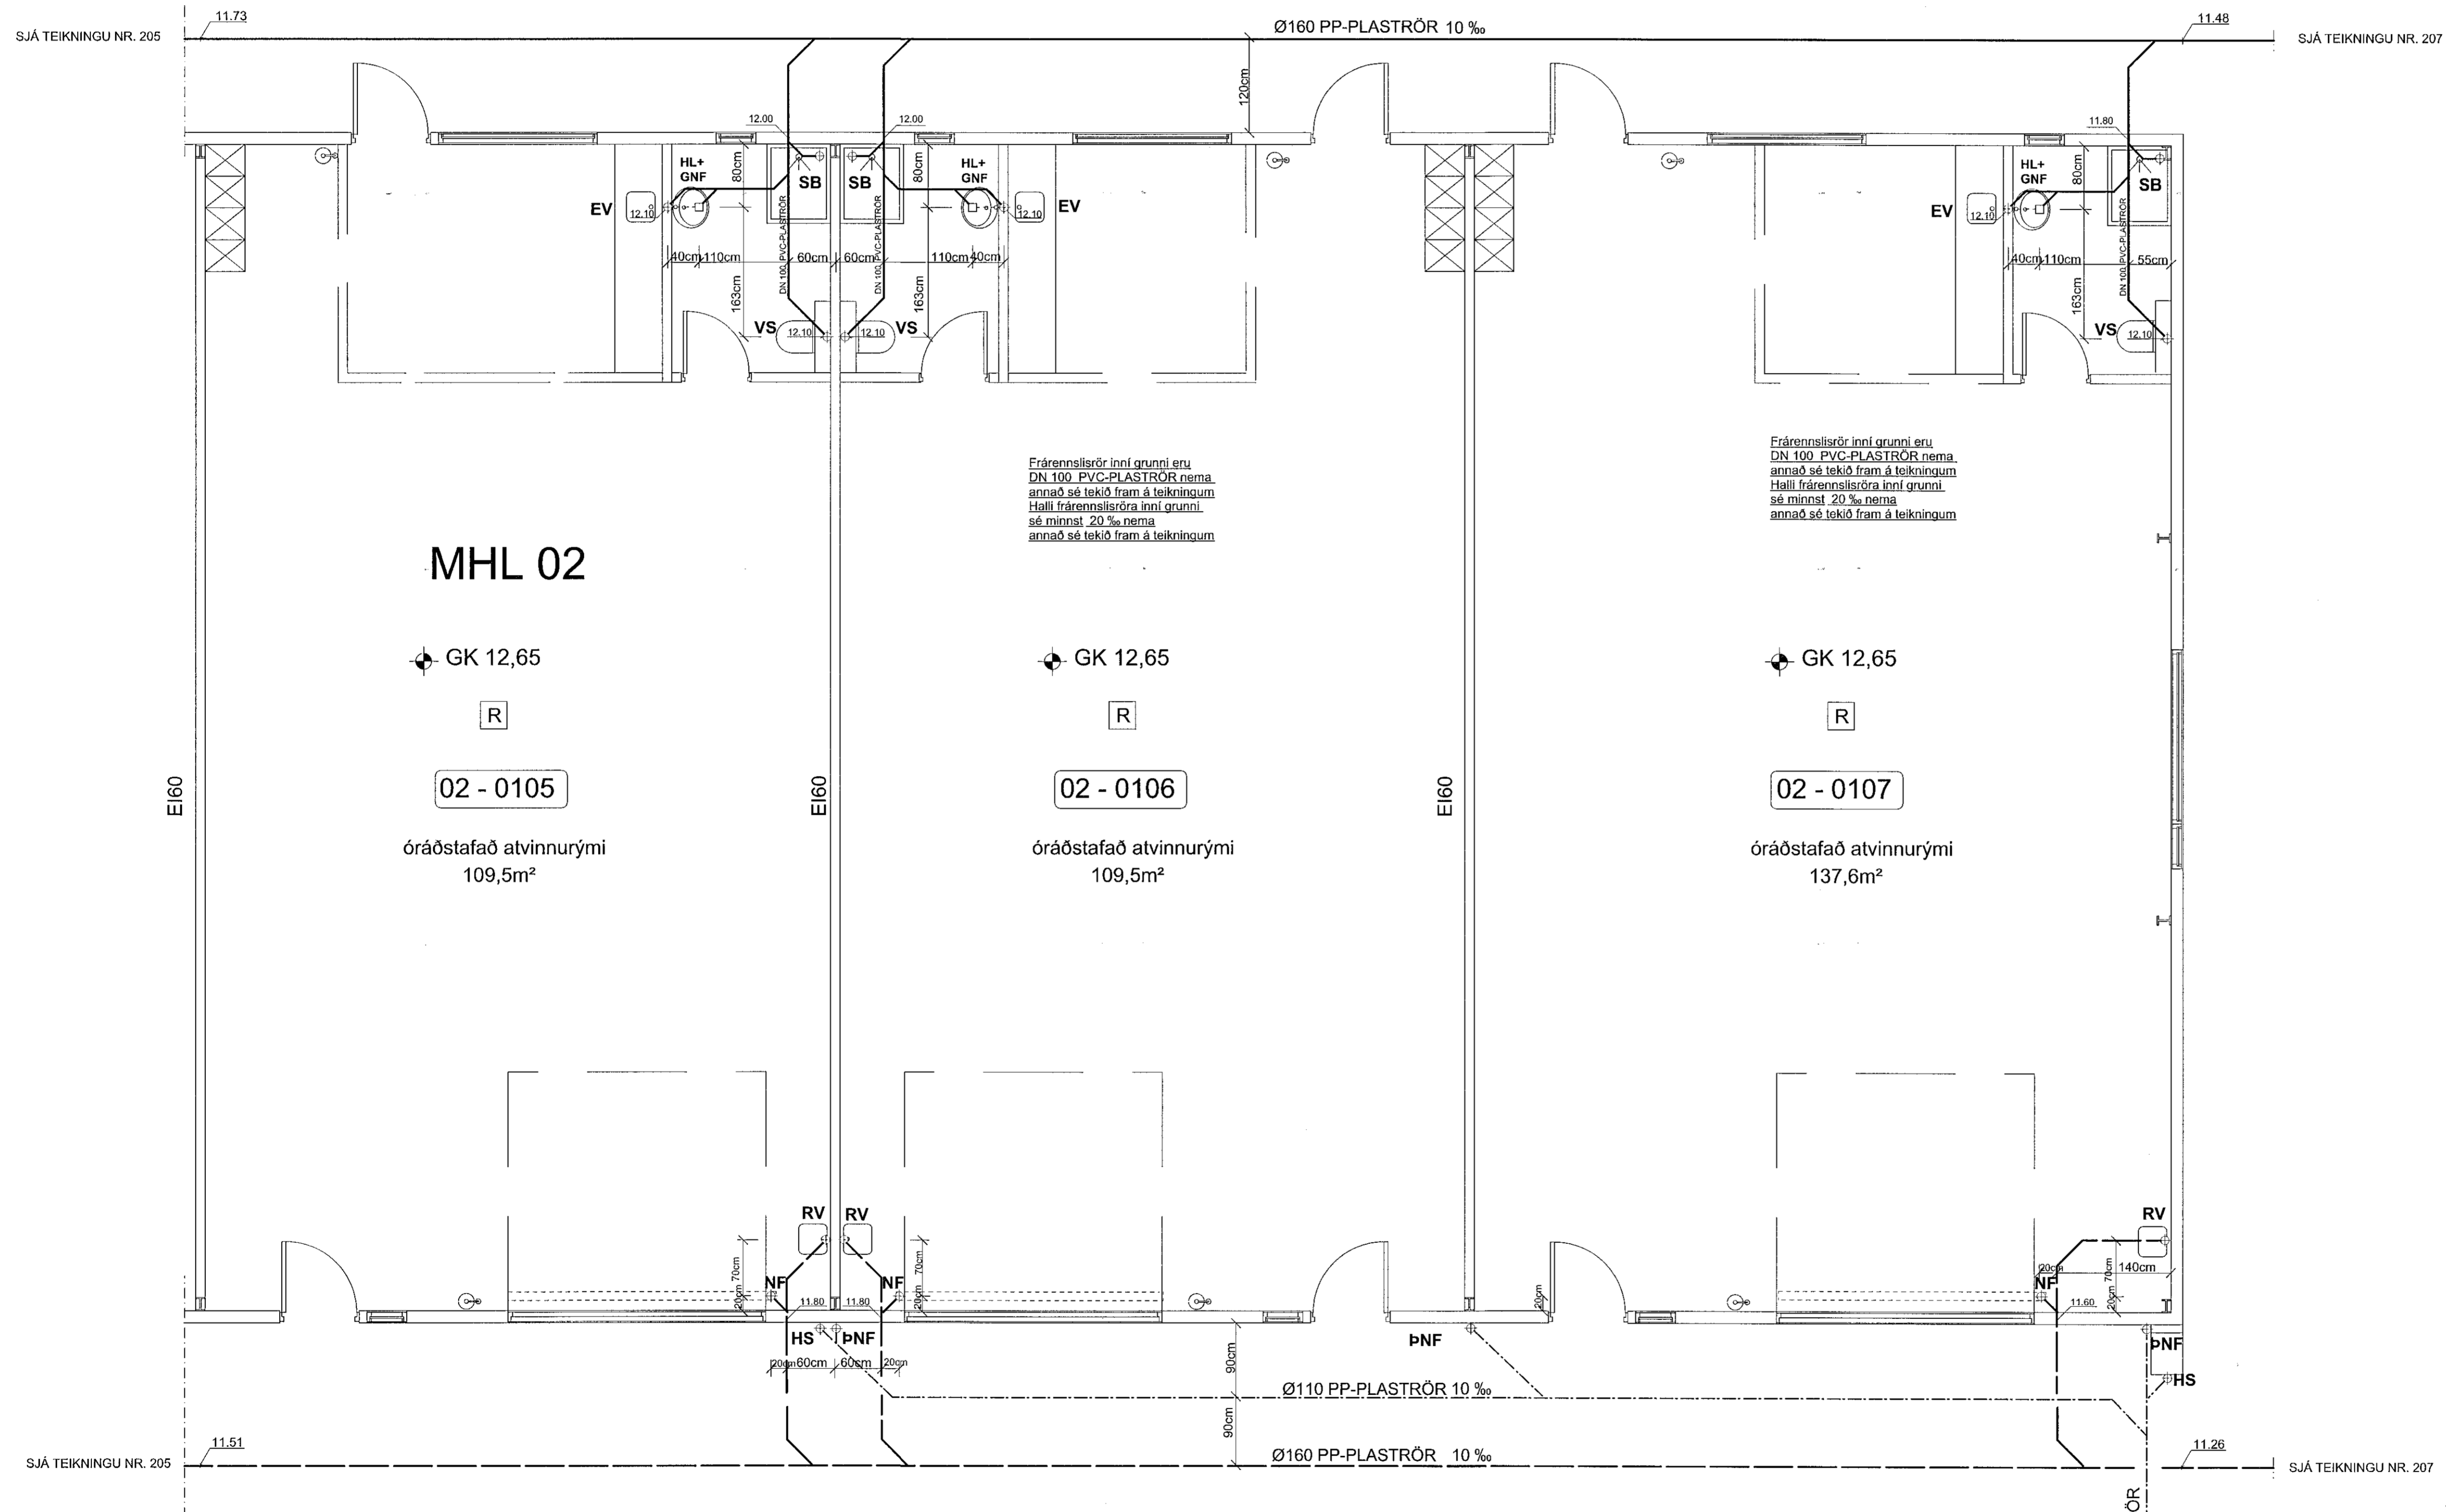 11.73
11.48
SJÁ TEIKNINGU NR. 205
Ø160 PP-PLASTRÖR 10 ‰
SJÁ TEIKNINGU NR. 207
120cm
12.00
12.00
11.80
HL+
GNF
80cm
SB
SB
80cm
HL+
GNF
HL+
GNF
80cm
SB
EV
12.10
12.10
EV
EV
12.10
DN 100 PVC-PLASTRÖR
DN 100 PVC-PLASTRÖR
DN 100 PVC-PLASTRÖR
40cm
110cm
60cm
60cm
110cm
40cm
40cm
110cm
55cm
163cm
163cm
163cm
VS
12.10
12.10
VS
VS
12.10
Frárennslisrör inní grunni eru
DN 100 PVC-PLASTRÖR nema
annað sé tekið fram á teikningum
Halli frárennslisröra inní grunni
sé minnst 20 ‰ nema
annað sé tekið fram á teikningum
Frárennslisrör inní grunni eru
DN 100 PVC-PLASTRÖR nema
annað sé tekið fram á teikningum
Halli frárennslisröra inní grunni
sé minnst 20 ‰ nema
annað sé tekið fram á teikningum
MHL 02
GK 12,65
GK 12,65
GK 12,65
R
R
R
EI60
02 - 0105
EI60
02 - 0106
EI60
02 - 0107
óráðstafað atvinnurými
109,5m²
óráðstafað atvinnurými
109,5m²
óráðstafað atvinnurými
137,6m²
RV
RV
RV
70cm
20cm
NF
NF
70cm
20cm
20cm
20cm
140cm
NF
70cm
20cm
11.80
11.80
11.60
HS
ÞNF
ÞNF
ÞNF
20cm
60cm
60cm
20cm
90cm
Ø110 PP-PLASTRÖR 10 ‰
HS
90cm
11.51
11.26
SJÁ TEIKNINGU NR. 205
Ø160 PP-PLASTRÖR 10 ‰
SJÁ TEIKNINGU NR. 207
ÖR